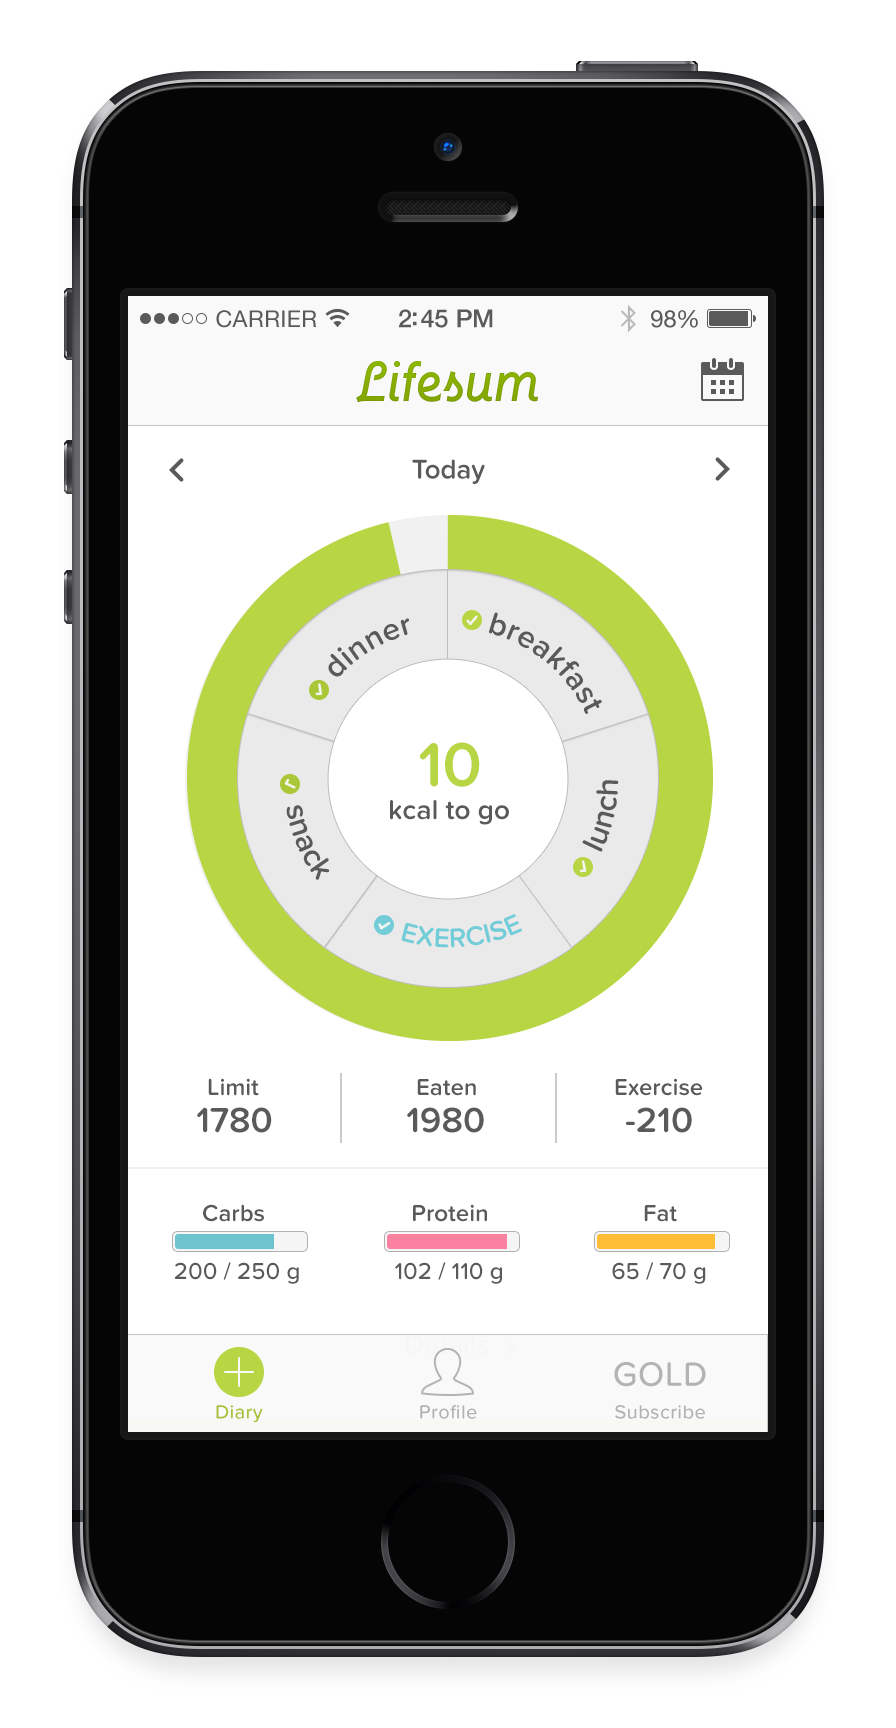 CARRIER 2:45 PM 98%
Lifesum
Today
dinner
breakfast
snack
lunch
EXERCISE
10
kcal to go
Limit Eaten Exercise
1780 1980 -210
Carbs Protein Fat
200 / 250 g 102 / 110 g 65 / 70 g
GOLD
Diary Profile Subscribe